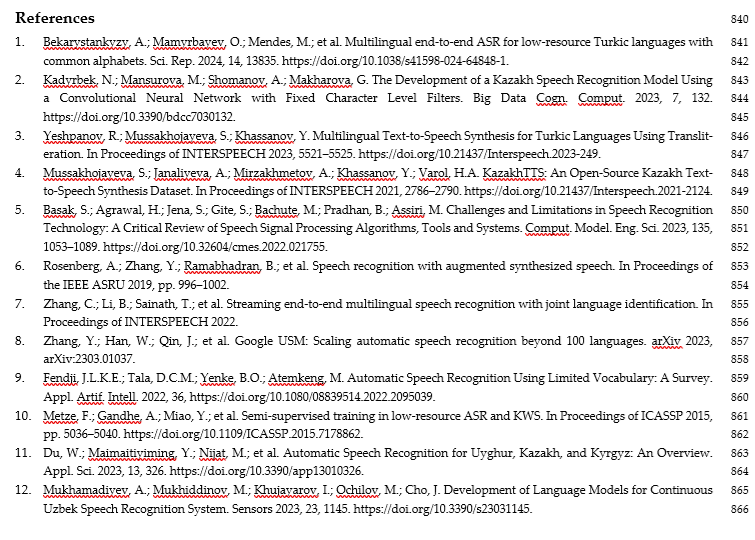 References 840
1. Bekarystankyzy, A.; Mamyrbayev, O.; Mendes, M.; et al. Multilingual end-to-end ASR for low-resource Turkic languages with 841
common alphabets. Sci. Rep. 2024, 14, 13835. https://doi.org/10.1038/s41598-024-64848-1. 842
2. Kadyrbek, N.; Mansurova, M.; Shomanov, A.; Makharova, G. The Development of a Kazakh Speech Recognition Model Using 843
a Convolutional Neural Network with Fixed Character Level Filters. Big Data Cogn. Comput. 2023, 7, 132. 844
https://doi.org/10.3390/bdcc7030132. 845
3. Yeshpanov, R.; Mussakhojayeva, S.; Khassanov, Y. Multilingual Text-to-Speech Synthesis for Turkic Languages Using Translit- 846
eration. In Proceedings of INTERSPEECH 2023, 5521–5525. https://doi.org/10.21437/Interspeech.2023-249. 847
4. Mussakhojayeva, S.; Janaliyeva, A.; Mirzakhmetov, A.; Khassanov, Y.; Varol, H.A. KazakhTTS: An Open-Source Kazakh Text- 848
to-Speech Synthesis Dataset. In Proceedings of INTERSPEECH 2021, 2786–2790. https://doi.org/10.21437/Interspeech.2021-2124. 849
5. Basak, S.; Agrawal, H.; Jena, S.; Gite, S.; Bachute, M.; Pradhan, B.; Assiri, M. Challenges and Limitations in Speech Recognition 850
Technology: A Critical Review of Speech Signal Processing Algorithms, Tools and Systems. Comput. Model. Eng. Sci. 2023, 135, 851
1053–1089. https://doi.org/10.32604/cmes.2022.021755. 852
6. Rosenberg, A.; Zhang, Y.; Ramabhadran, B.; et al. Speech recognition with augmented synthesized speech. In Proceedings of 853
the IEEE ASRU 2019, pp. 996–1002. 854
7. Zhang, C.; Li, B.; Sainath, T.; et al. Streaming end-to-end multilingual speech recognition with joint language identification. In 855
Proceedings of INTERSPEECH 2022. 856
8. Zhang, Y.; Han, W.; Qin, J.; et al. Google USM: Scaling automatic speech recognition beyond 100 languages. arXiv 2023, 857
arXiv:2303.01037. 858
9. Fendji, J.L.K.E.; Tala, D.C.M.; Yenke, B.O.; Atemkeng, M. Automatic Speech Recognition Using Limited Vocabulary: A Survey. 859
Appl. Artif. Intell. 2022, 36, https://doi.org/10.1080/08839514.2022.2095039. 860
10. Metze, F.; Gandhe, A.; Miao, Y.; et al. Semi-supervised training in low-resource ASR and KWS. In Proceedings of ICASSP 2015, 861
pp. 5036–5040. https://doi.org/10.1109/ICASSP.2015.7178862. 862
11. Du, W.; Maimaitiyiming, Y.; Nijat, M.; et al. Automatic Speech Recognition for Uyghur, Kazakh, and Kyrgyz: An Overview. 863
Appl. Sci. 2023, 13, 326. https://doi.org/10.3390/app13010326. 864
12. Mukhamadiyev, A.; Mukhiddinov, M.; Khujayarov, I.; Ochilov, M.; Cho, J. Development of Language Models for Continuous 865
Uzbek Speech Recognition System. Sensors 2023, 23, 1145. https://doi.org/10.3390/s23031145. 866